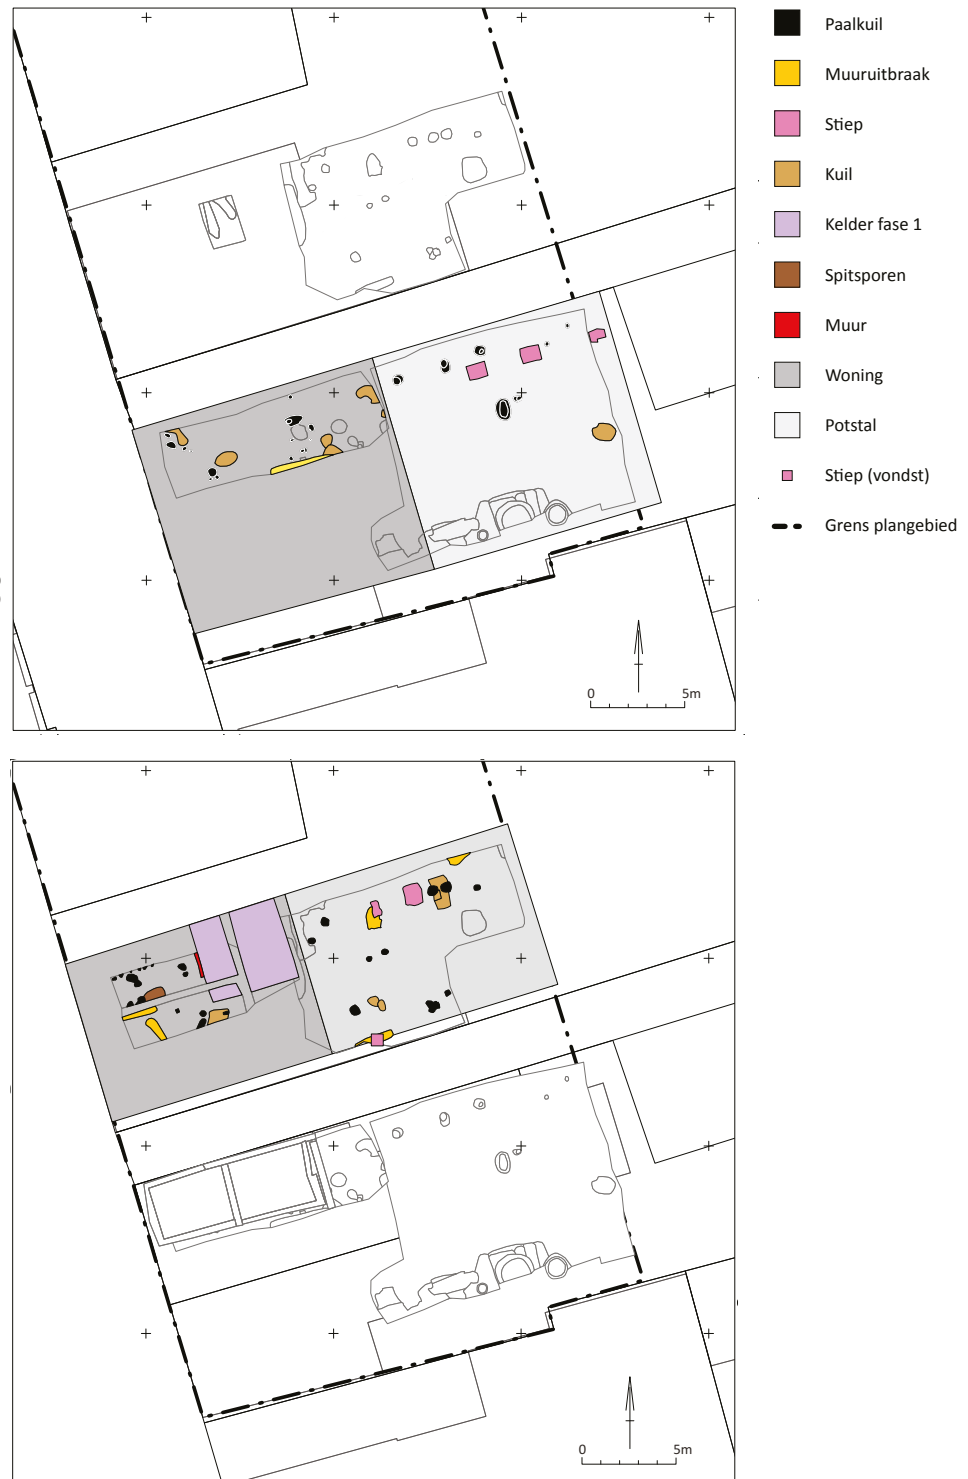 Paalkuil
Muuruitbraak
Stiep
Kuil
Kelder fase 1
Spitsporen
Muur
Woning
Potstal
Stiep (vondst)
Grens plangebied
0 5m
0 5m